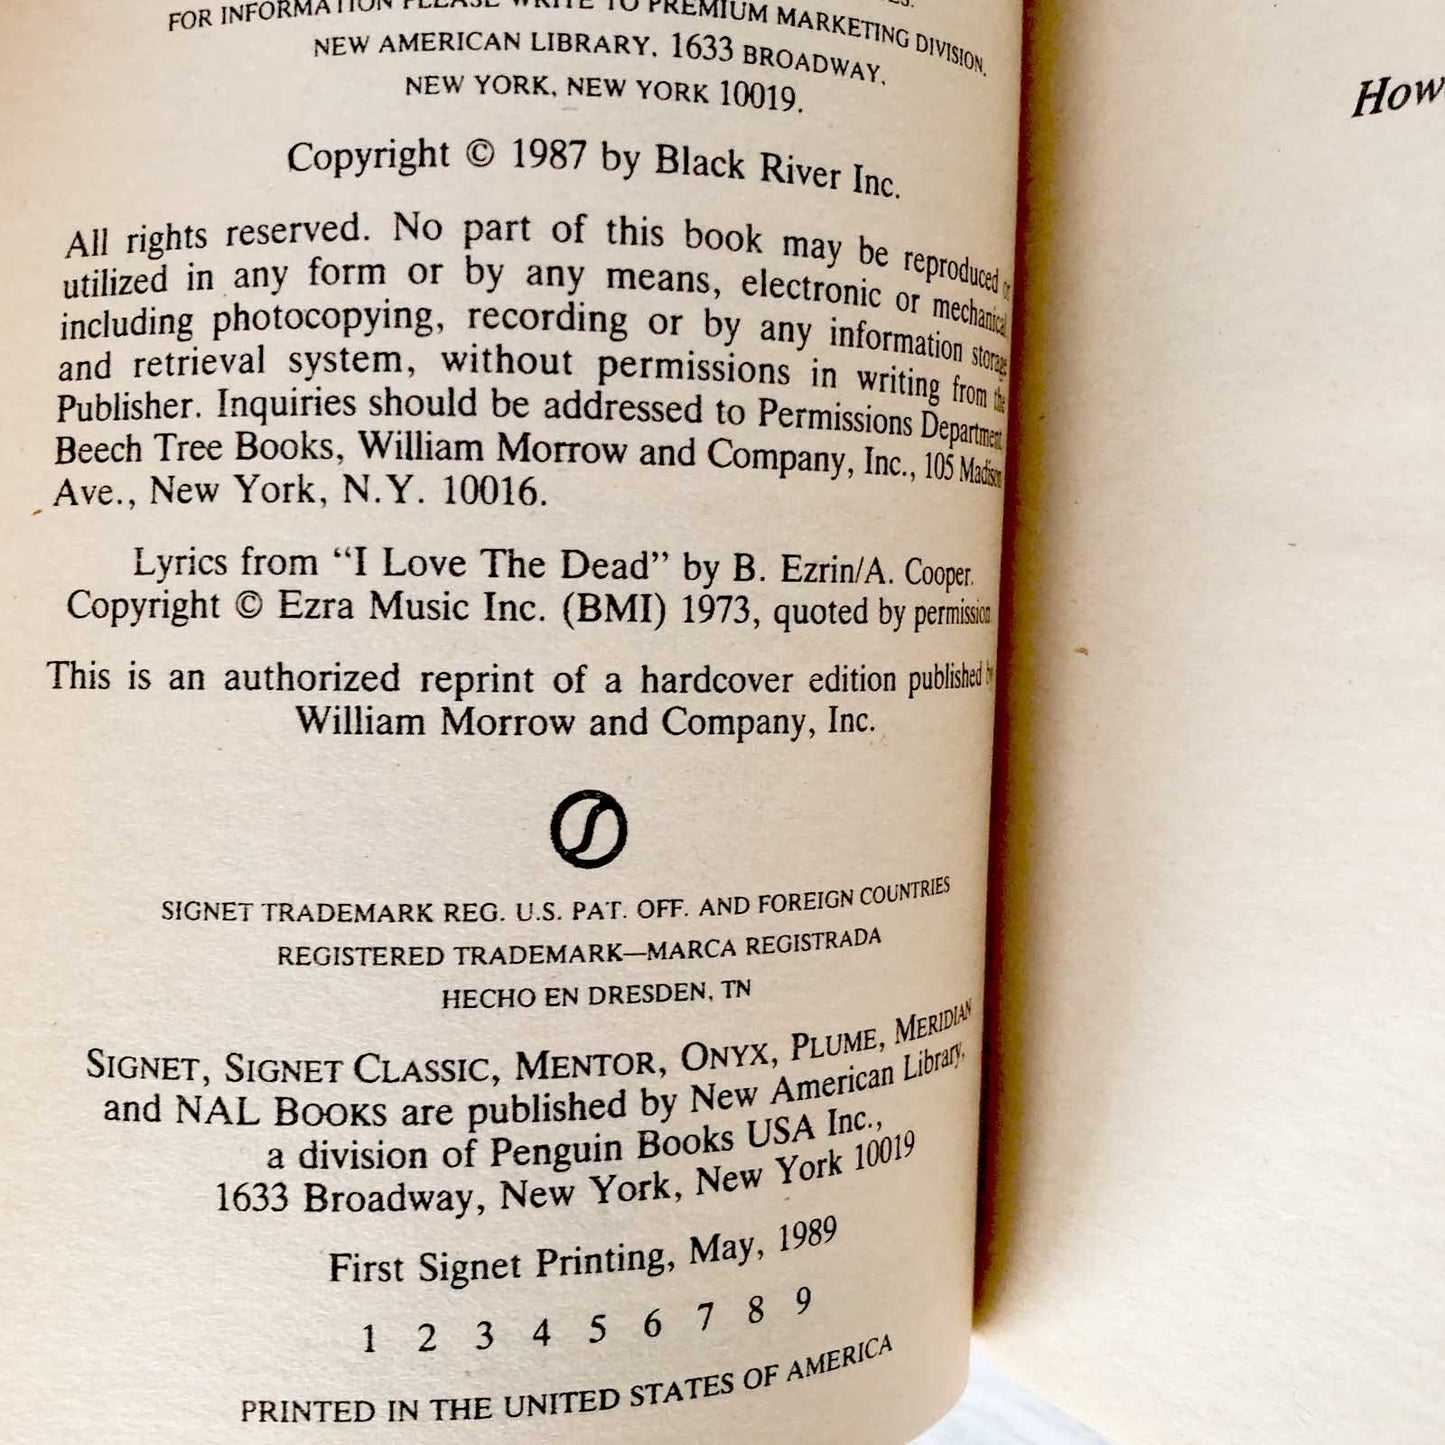 FOR INFORMATION PLEASE WRITE TO PREMIUM MARKETING DIVISION,
NEW AMERICAN LIBRARY, 1633 BROADWAY,
NEW YORK, NEW YORK 10019.
Copyright © 1987 by Black River Inc.
All rights reserved. No part of this book may be reproduced or
utilized in any form or by any means, electronic or mechanical
including photocopying, recording or by any information storage
and retrieval system, without permissions in writing from the
Publisher. Inquiries should be addressed to Permissions Department
Beech Tree Books, William Morrow and Company, Inc., 105 Madison
Ave., New York, N.Y. 10016.
Lyrics from “I Love The Dead” by B. Ezrin/A. Cooper.
Copyright © Ezra Music Inc. (BMI) 1973, quoted by permission
This is an authorized reprint of a hardcover edition published by
William Morrow and Company, Inc.
SIGNET TRADEMARK REG. U.S. PAT. OFF. AND FOREIGN COUNTRIES
REGISTERED TRADEMARK—MARCA REGISTRADA
HECHO EN DRESDEN, TN
SIGNET, SIGNET CLASSIC, MENTOR, ONYX, PLUME, MERIDIAN
and NAL BOOKS are published by New American Library,
a division of Penguin Books USA Inc.,
1633 Broadway, New York, New York 10019
First Signet Printing, May, 1989
1 2 3 4 5 6 7 8 9
PRINTED IN THE UNITED STATES OF AMERICA
How